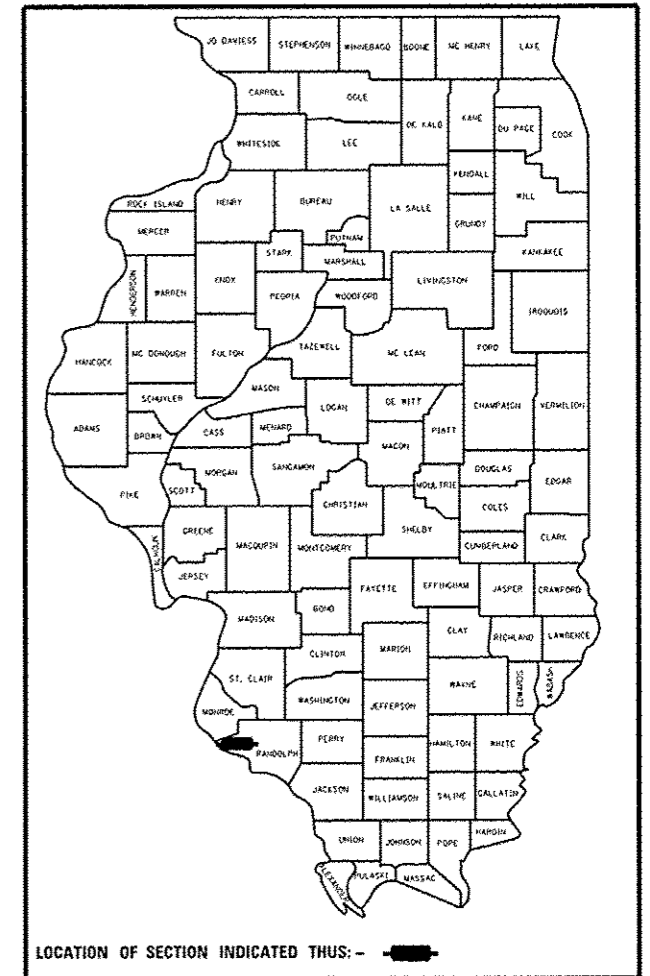 JO DAVIESS STEPHENSON WINNEBAGO BOONE MC HENRY LAKE
CARROLL OGLE DE KALB KANE DU PAGE COOK
WHITESIDE LEE
KENDALL WILL
ROCK ISLAND HENRY BUREAU LA SALLE GRUNDY
MERCER PUTNAM KANKAKEE
STARK MARSHALL
HENDERSON WARREN KNOX PEORIA WOODFORD LIVINGSTON IROQUOIS
TAZEWELL MC LEAN FORD
HANCOCK MC DONOUGH FULTON
MASON
SCHUYLER LOGAN DE WITT CHAMPAIGN VERMILION
ADAMS BROWN CASS MENARD MACON PIATT
PIKE SCOTT MORGAN SANGAMON MOULTRIE DOUGLAS EDGAR
CHRISTIAN COLES
GREENE SHELBY
CALHOUN MACOUPIN MONTGOMERY CUMBERLAND CLARK
JERSEY
FAYETTE EFFINGHAM JASPER CRAWFORD
MADISON BOND
CLAY RICHLAND LAWRENCE
CLINTON MARION
ST. CLAIR WAYNE EDWARDS WABASH
MONROE WASHINGTON JEFFERSON
RANDOLPH PERRY HAMILTON WHITE
FRANKLIN
JACKSON WILLIAMSON SALINE GALLATIN
UNION JOHNSON POPE HARDIN
ALEXANDER PULASKI MASSAC
LOCATION OF SECTION INDICATED THUS: -